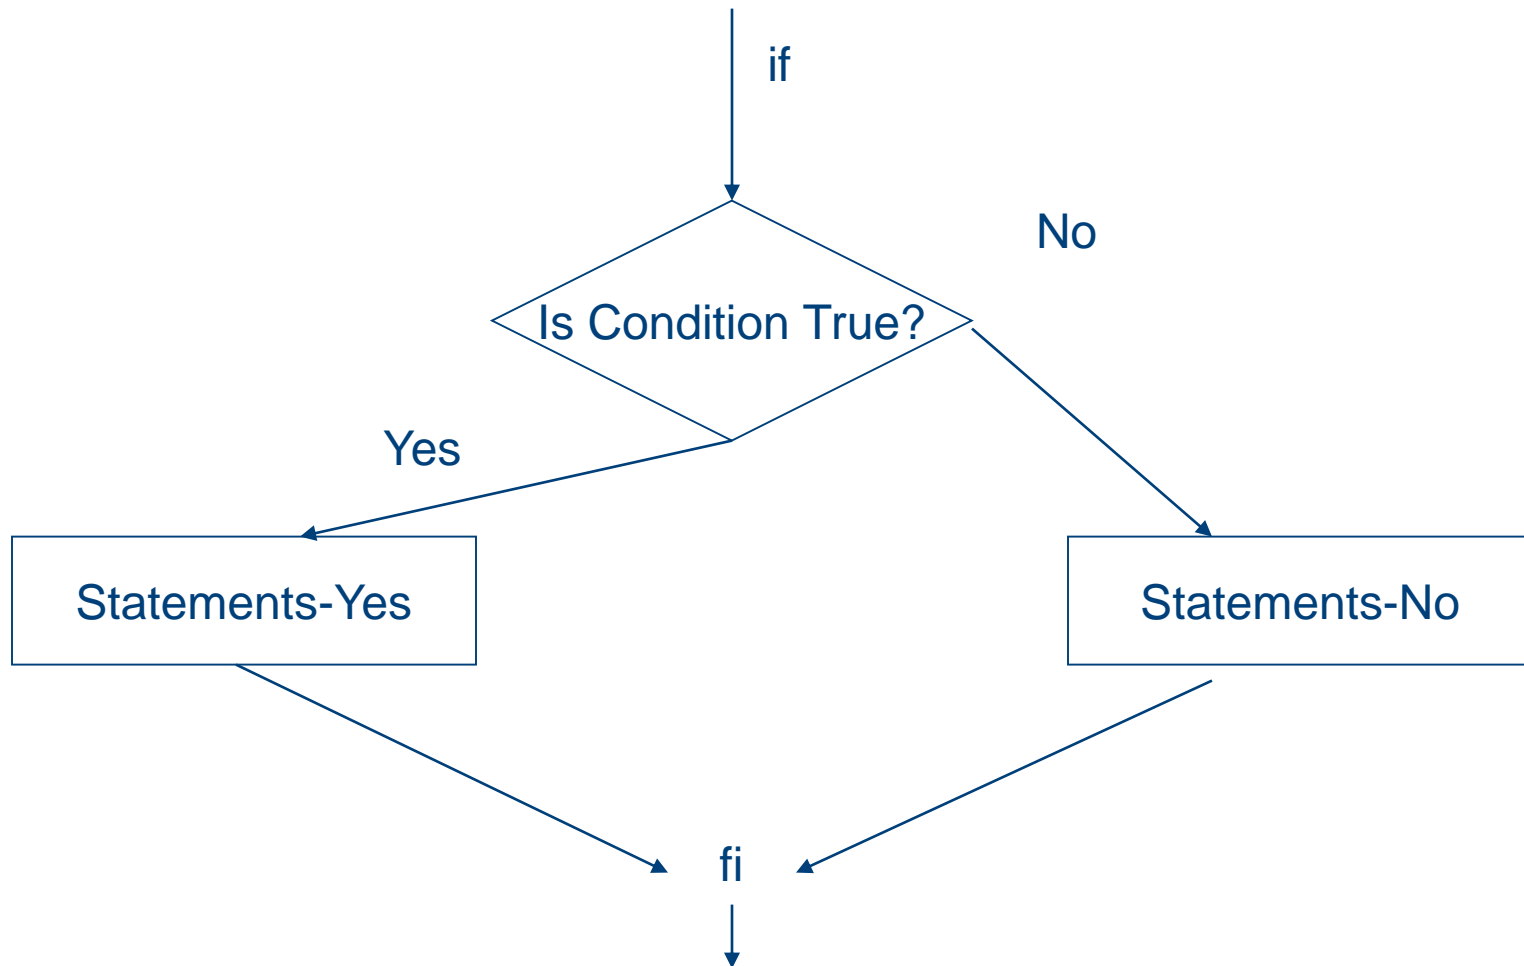 if
No
Is Condition True?
Yes
Statements-Yes
Statements-No
fi